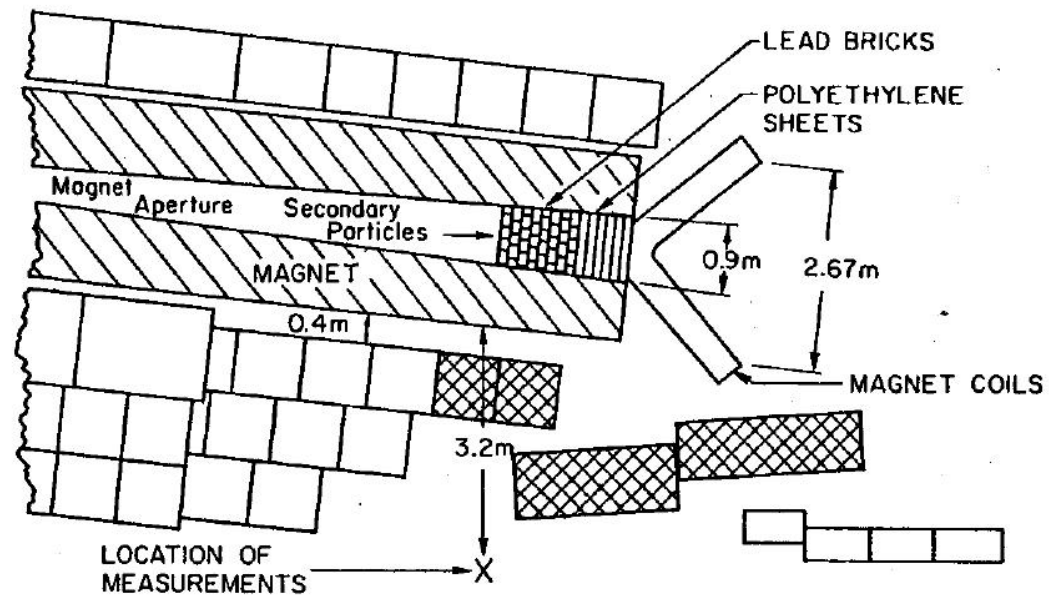 LEAD BRICKS
POLYETHYLENE
SHEETS
Magnet
Aperture
Secondary
Particles
MAGNET
0.9m
2.67m
0.4m
MAGNET COILS
3.2m
LOCATION OF
MEASUREMENTS
X